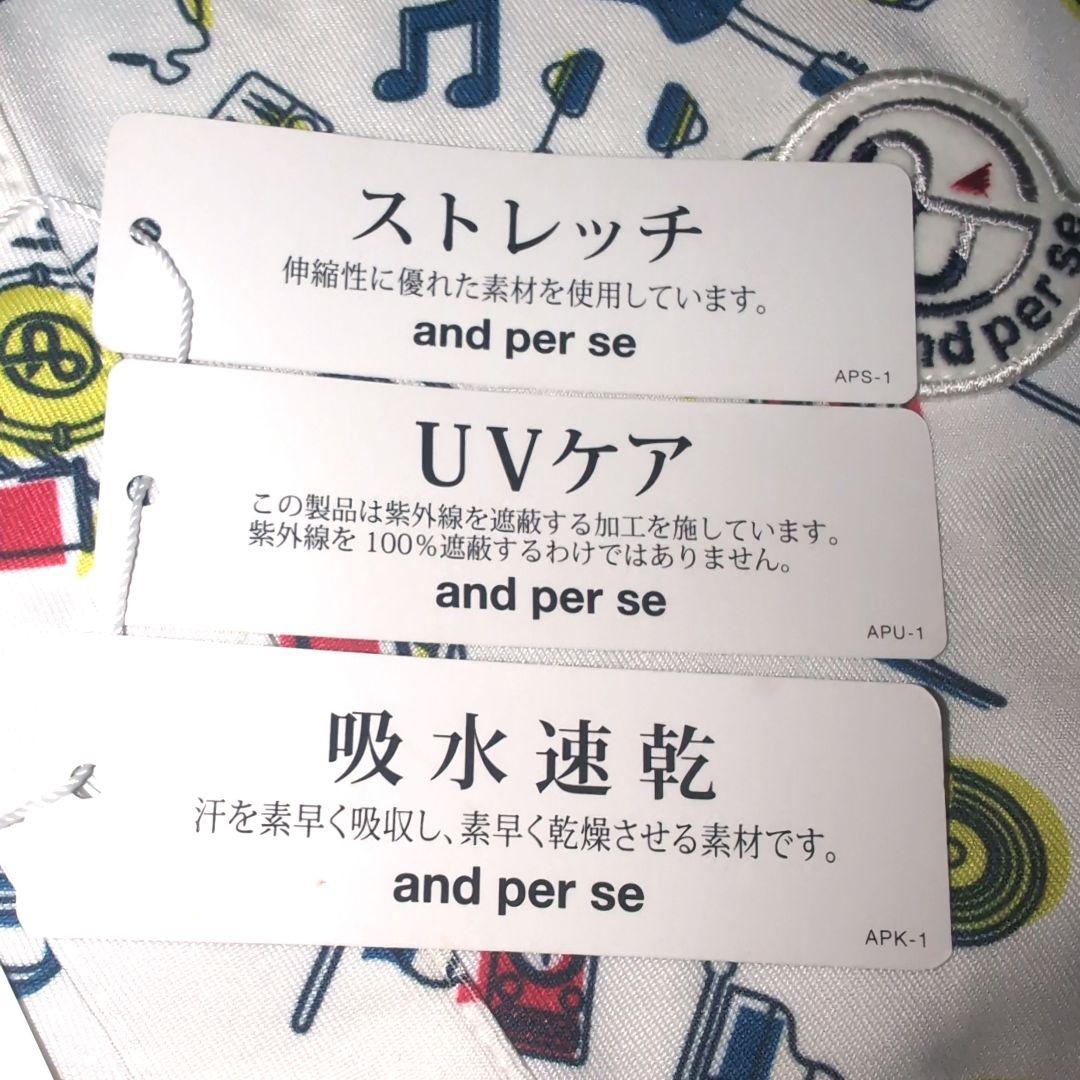 ストレッチ
伸縮性に優れた素材を使用しています。
and per se
APS-1
and per se
UVケア
この製品は紫外線を遮蔽する加工を施しています。
紫外線を100%遮蔽するわけではありません。
and per se
APU-1
吸水速乾
汗を素早く吸収し、素早く乾燥させる素材です。
and per se
APK-1